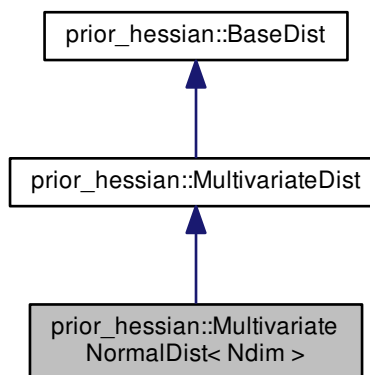 prior_hessian::BaseDist
prior_hessian::MultivariateDist
prior_hessian::Multivariate
NormalDist< Ndim >